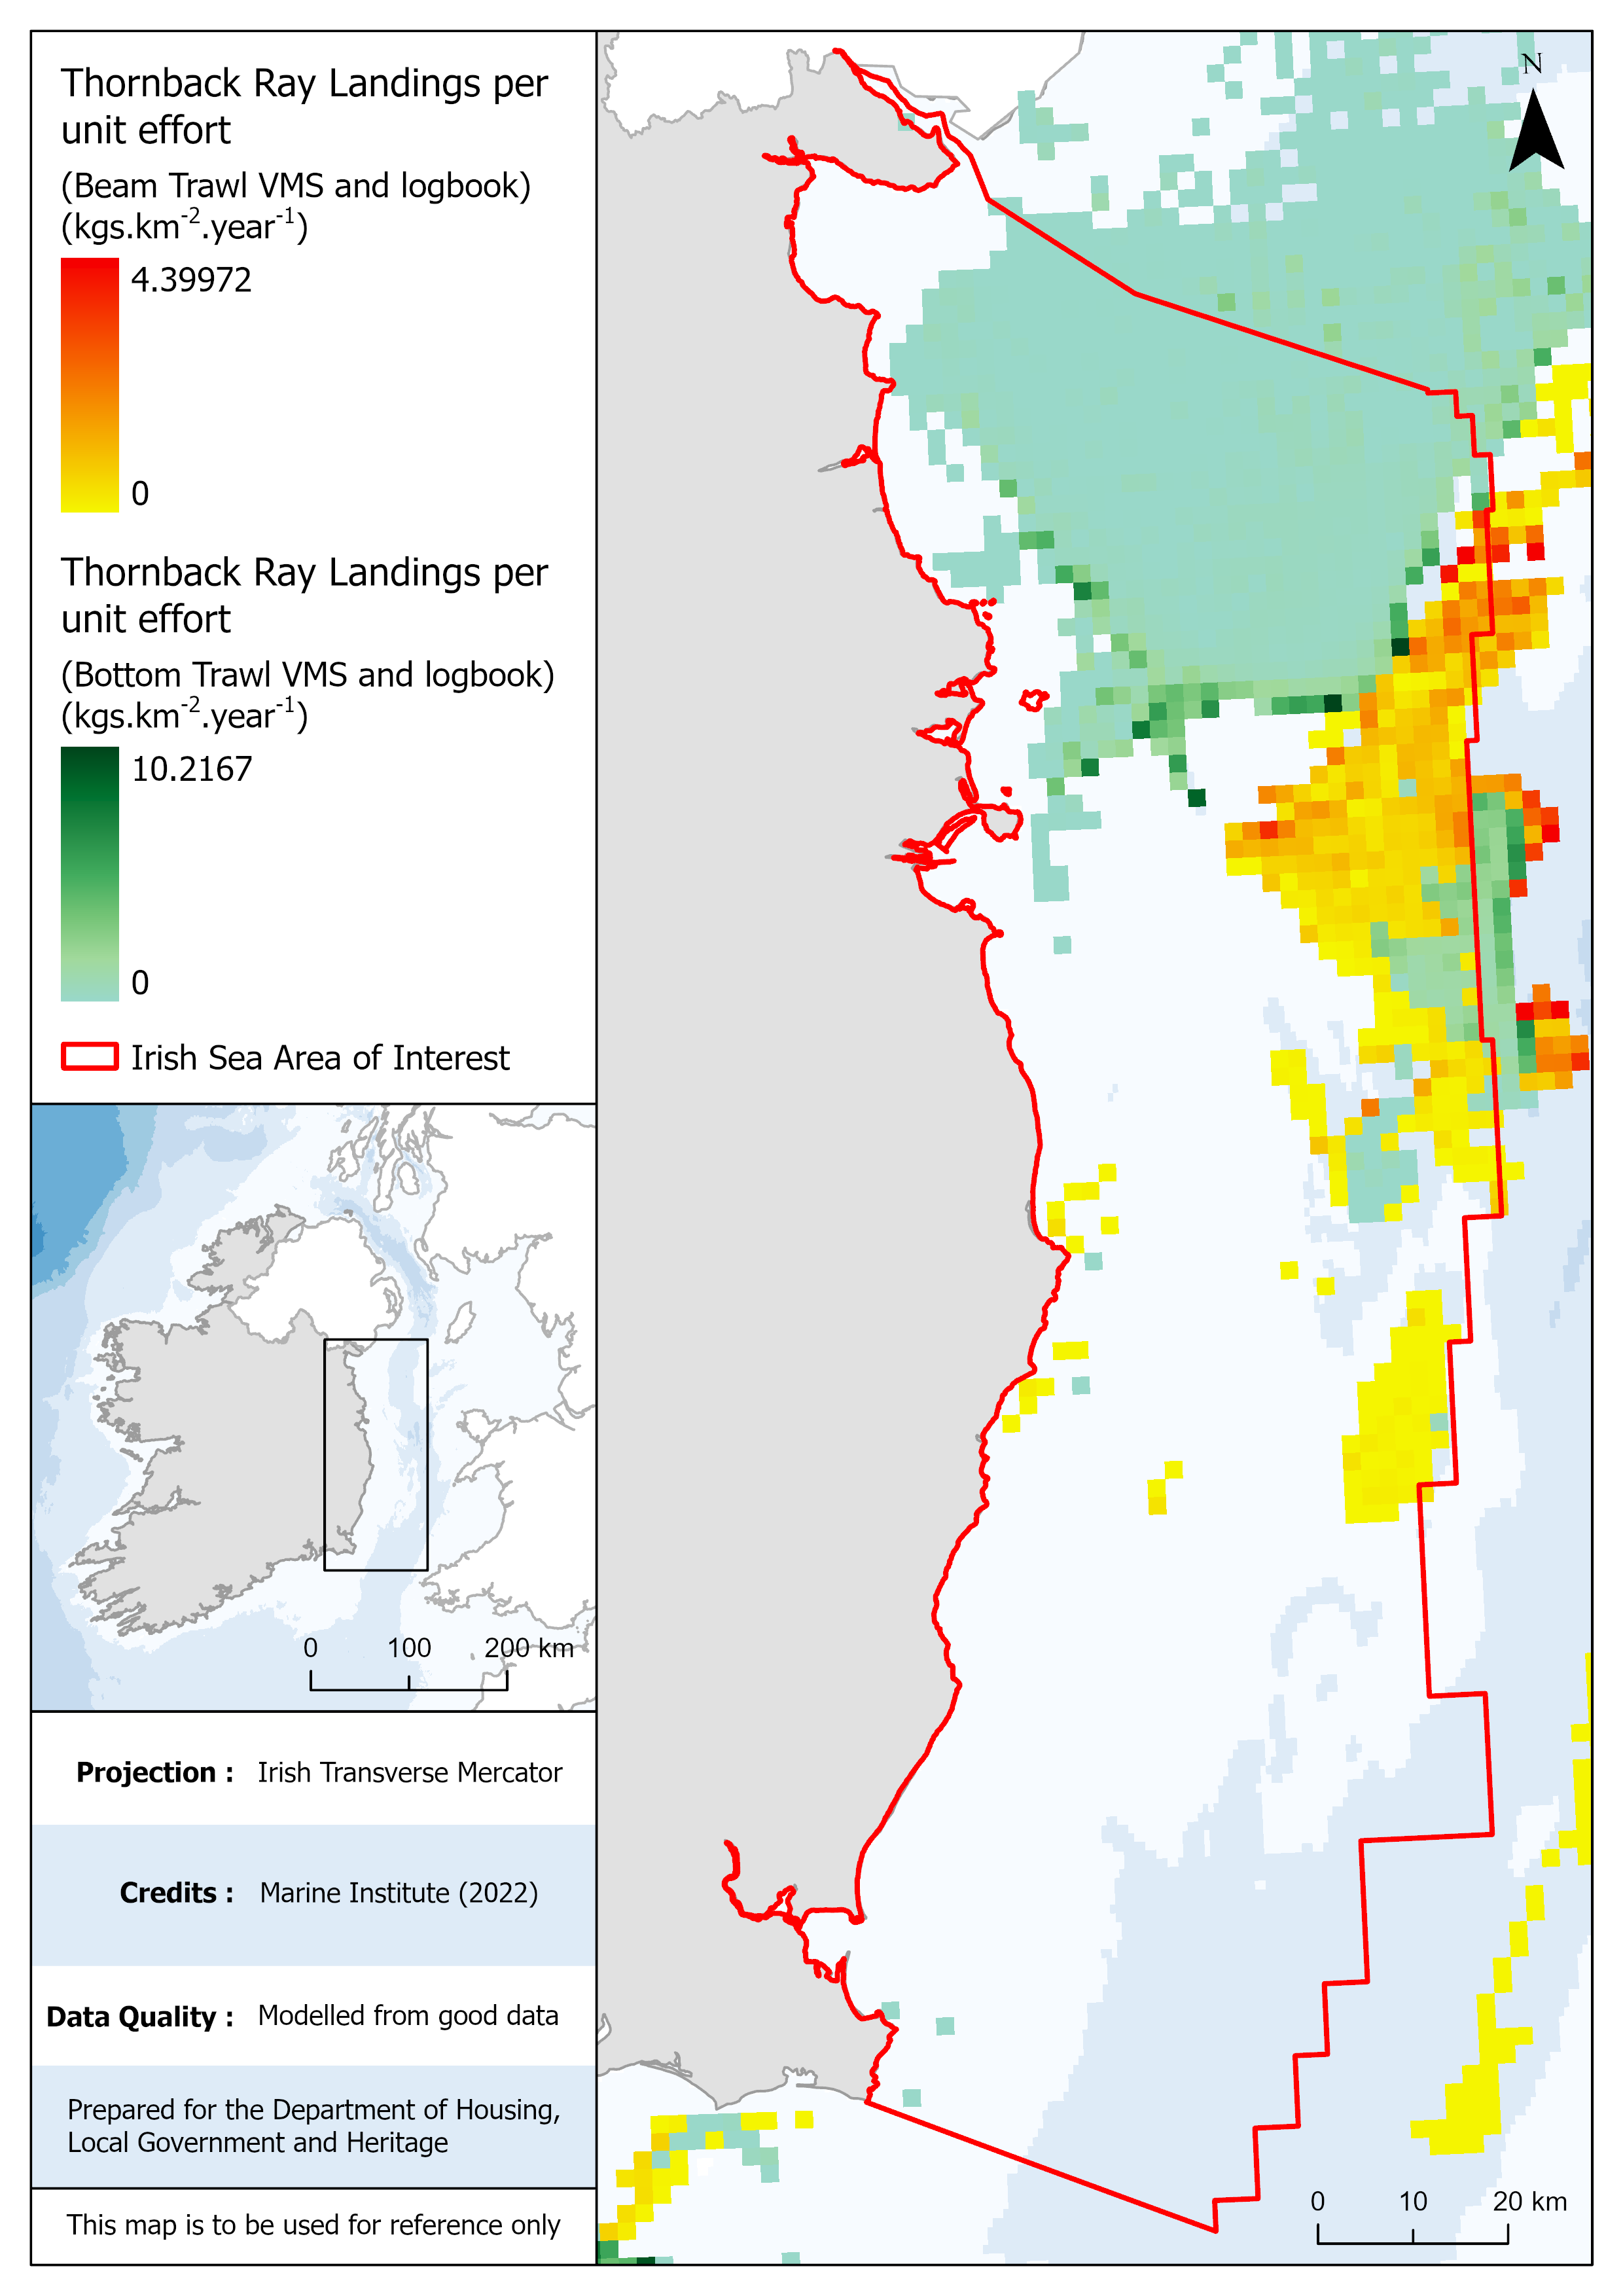 Thornback Ray Landings per
unit effort
(Beam Trawl VMS and logbook)
(kgs.km-2.year-1)
4.39972
0
Thornback Ray Landings per
unit effort
(Bottom Trawl VMS and logbook)
(kgs.km-2.year-1)
10.2167
0
Irish Sea Area of Interest
0 100 200 km
Projection : Irish Transverse Mercator
Credits : Marine Institute (2022)
Data Quality : Modelled from good data
Prepared for the Department of Housing,
Local Government and Heritage
This map is to be used for reference only
N
0 10 20 km